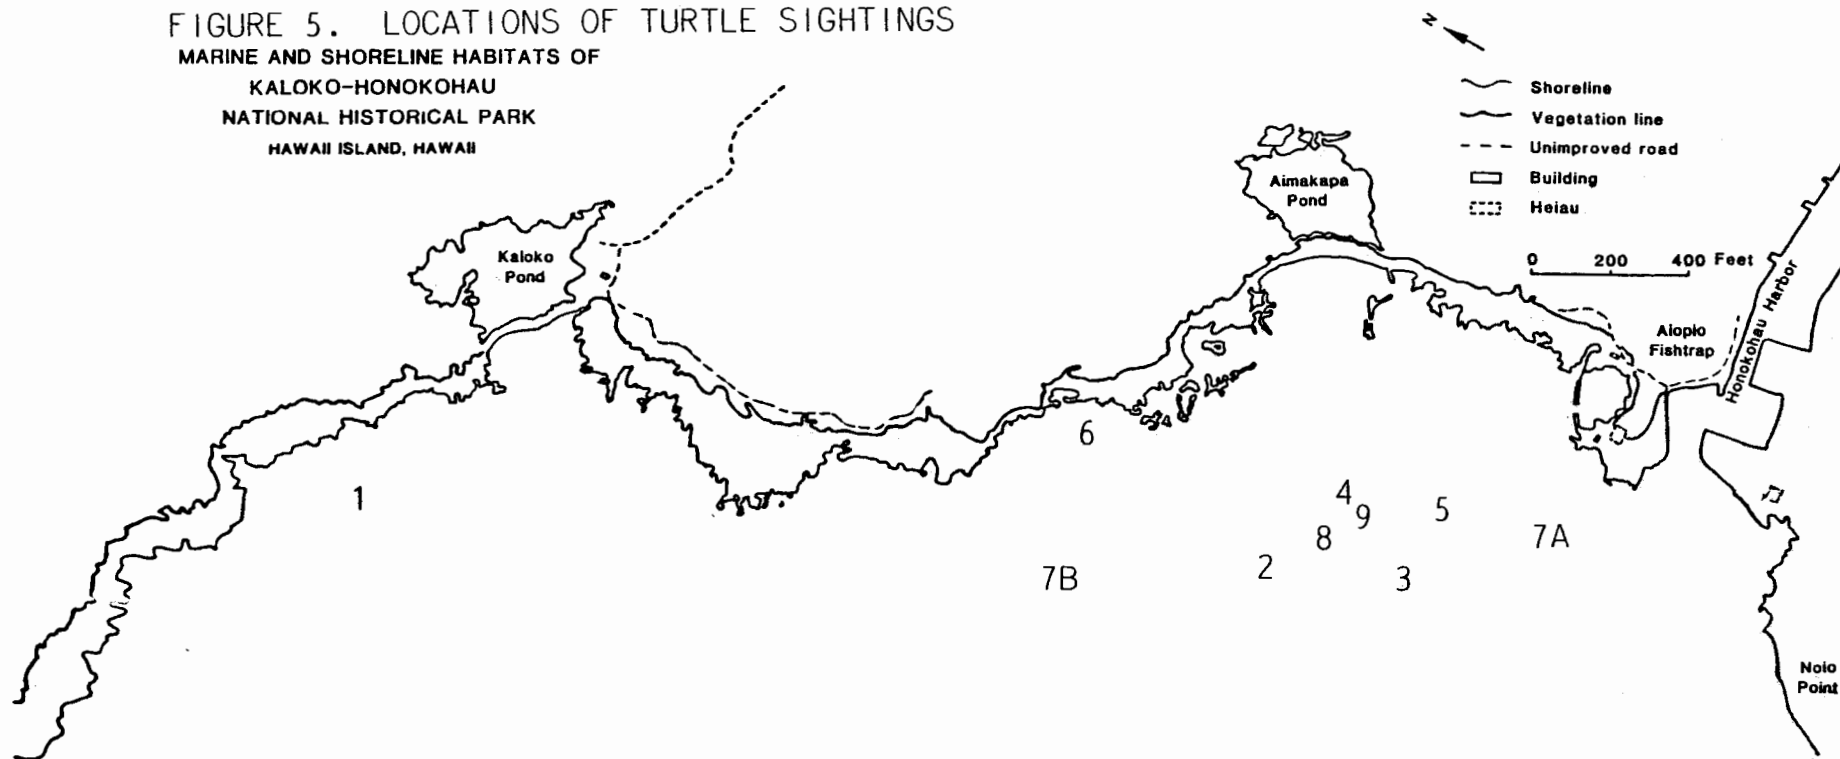 FIGURE 5. LOCATIONS OF TURTLE SIGHTINGS
MARINE AND SHORELINE HABITATS OF
KALOKO-HONOKOHAU
NATIONAL HISTORICAL PARK
HAWAII ISLAND, HAWAII
N
Shoreline
Vegetation line
Unimproved road
Building
Heiau
0 200 400 Feet
Kaloko
Pond
Aimakapa
Pond
Aiopio
Fishtrap
Honokohau Harbor
Noio
Point
1
6
4
9
5
8
7A
2
7B
3